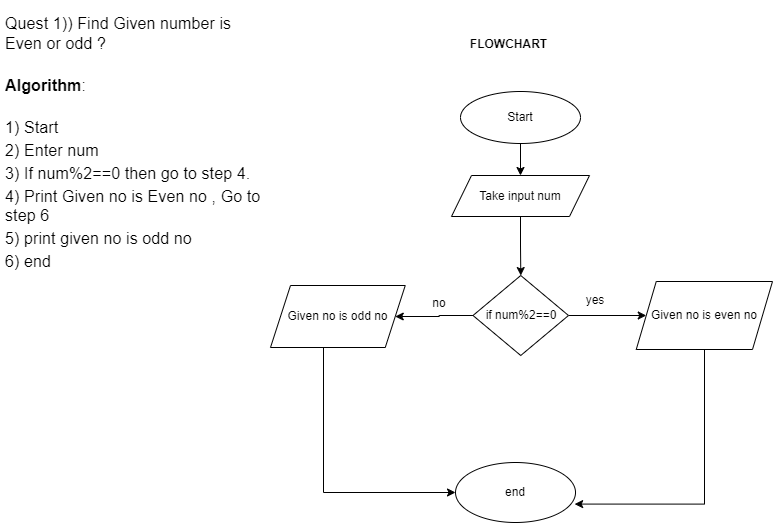 Quest 1)) Find Given number is
Even or odd ?
Algorithm:
1) Start
2) Enter num
3) If num%2==0 then go to step 4.
4) Print Given no is Even no , Go to
step 6
5) print given no is odd no
6) end
FLOWCHART
Start
Take input num
no
if num%2==0
yes
Given no is odd no
Given no is even no
end